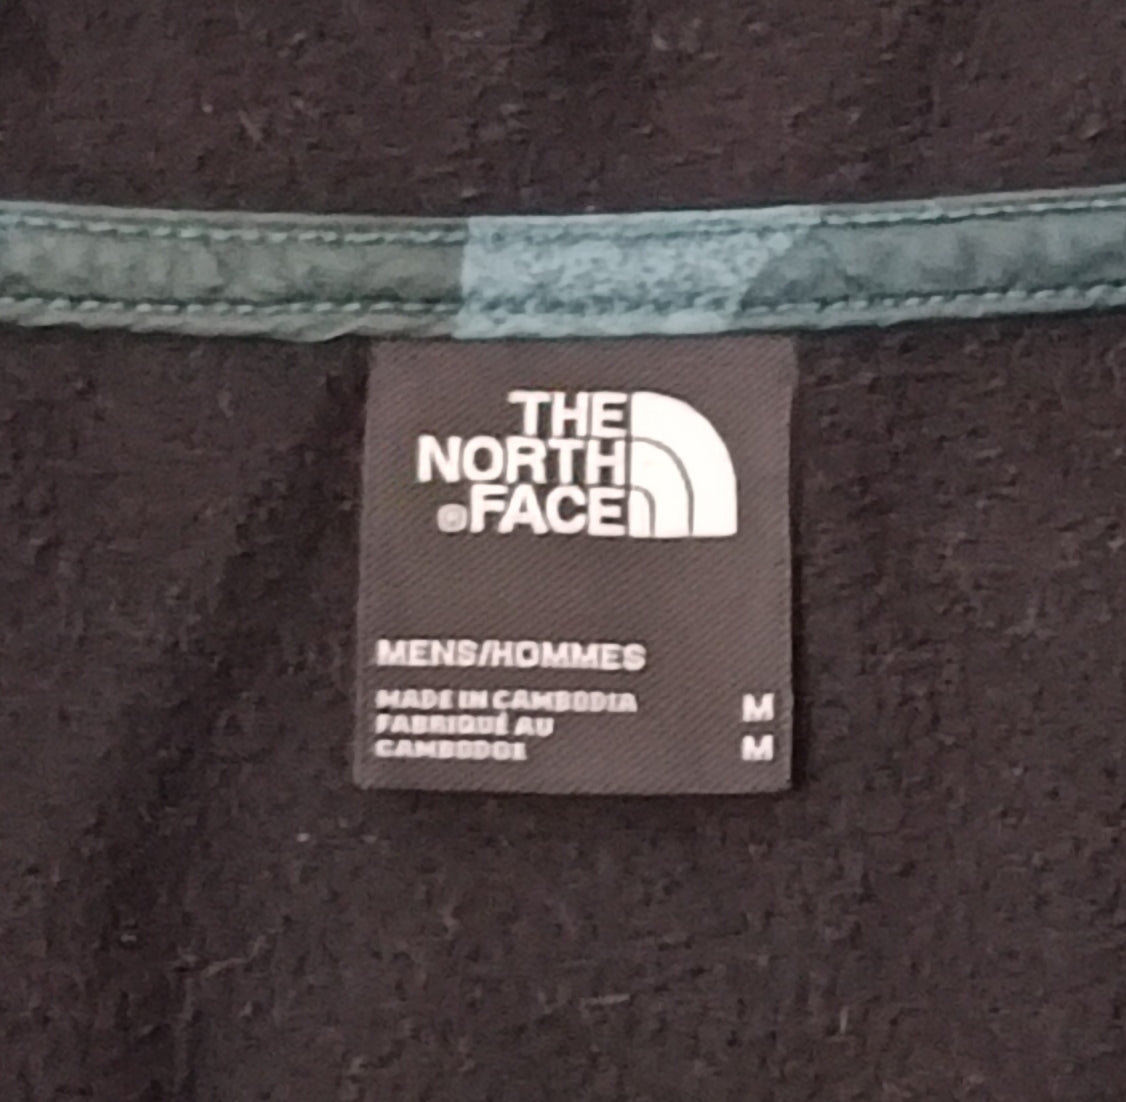 THE
NORTH
®FACE
MENS/HOMMES
MADE IN CAMBODIA M
FABRIQUÉ AU
CAMBODGE M